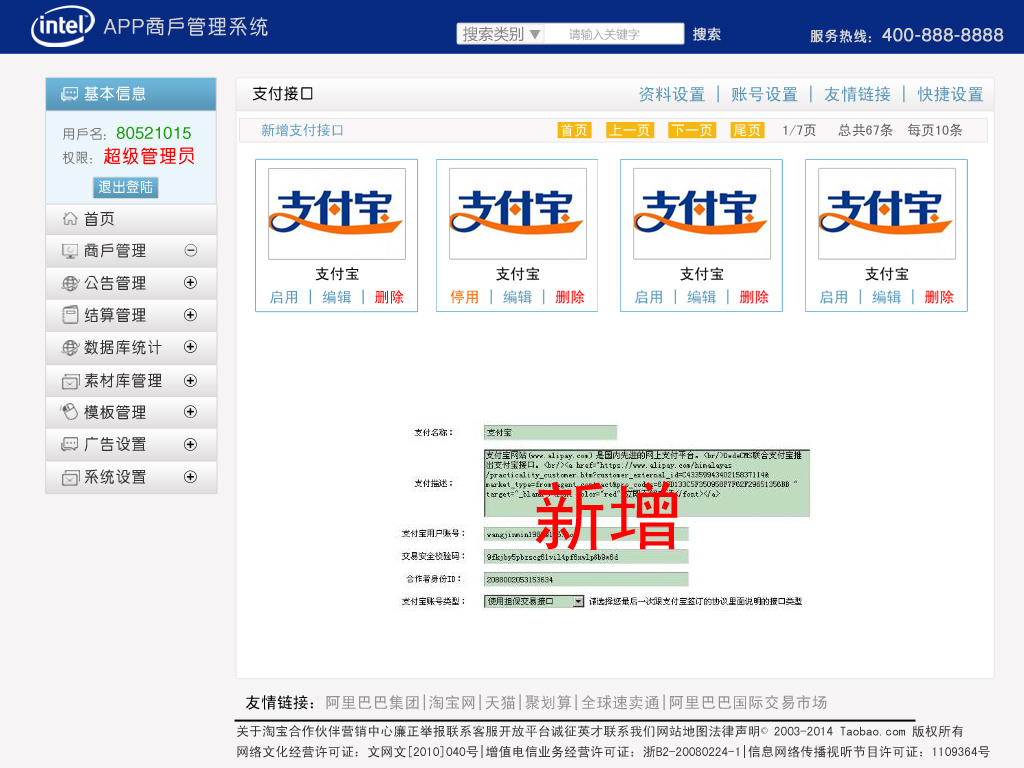 intel APP商戶管理系统
搜索类别▼ 请输入关键字 搜索
服务热线：400-888-8888
基本信息
用戶名：80521015
权限：超级管理员
退出登陆
首页
商戶管理
公告管理
结算管理
数据库统计
素材库管理
模板管理
广告设置
系统设置
支付接口
资料设置 | 账号设置 | 友情链接 | 快捷设置
新增支付接口
首页 上一页 下一页 尾页 1/7页 总共67条 每页10条
支付宝 支付宝 支付宝 支付宝
支付宝 支付宝 支付宝 支付宝
启用 | 编辑 | 删除 停用 | 编辑 | 删除 启用 | 编辑 | 删除 启用 | 编辑 | 删除
支付名称： 支付宝
支付描述：
支付宝网站(www.alipay.com) 是国内先进的网上支付平台。<br/>DedeCMS联合支付宝推
出支付宝接口。<br/><a href="https://www.alipay.com/himalayas
新增
支付宝用户账号：
交易安全校验码：
合作者身份ID： 2088002053153634
支付宝账号类型： 使用担保交易接口 请选择您最后一次跟支付宝签订的协议里面说明的接口类型
友情链接：阿里巴巴集团|淘宝网|天猫|聚划算|全球速卖通|阿里巴巴国际交易市场
关于淘宝合作伙伴营销中心廉正举报联系客服开放平台诚征英才联系我们网站地图法律声明© 2003-2014 Taobao.com 版权所有
网络文化经营许可证：文网文[2010]040号|增值电信业务经营许可证：浙B2-20080224-1|信息网络传播视听节目许可证：1109364号